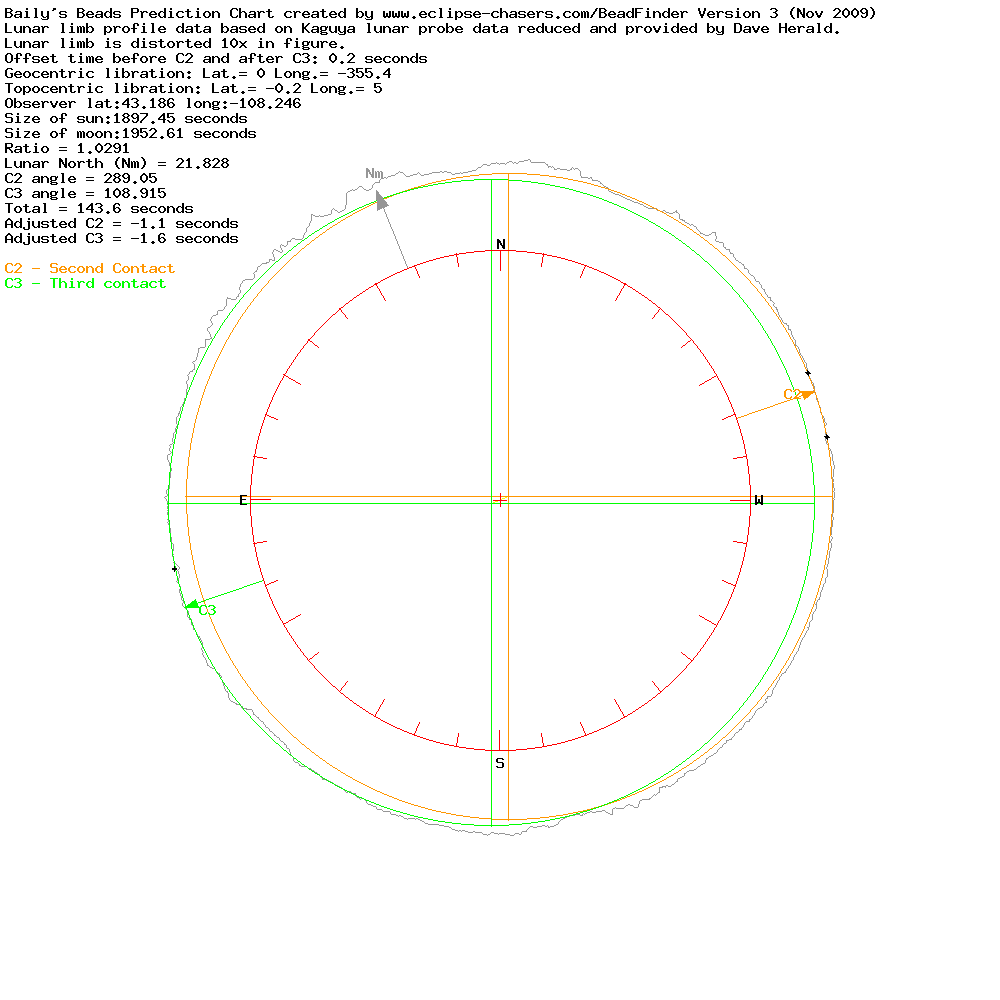 Baily's Beads Prediction Chart created by www.eclipse-chasers.com/BeadFinder Version 3 (Nov 2009)
Lunar limb profile data based on Kaguya lunar probe data reduced and provided by Dave Herald.
Lunar limb is distorted 10x in figure.
Offset time before C2 and after C3: 0.2 seconds
Geocentric libration: Lat.= 0 Long.= -355.4
Topocentric libration: Lat.= -0.2 Long.= 5
Observer lat:43.186 long:-108.246
Size of sun:1897.45 seconds
Size of moon:1952.61 seconds
Ratio = 1.0291
Lunar North (Nm) = 21.828
C2 angle = 289.05
C3 angle = 108.915
Total = 143.6 seconds
Adjusted C2 = -1.1 seconds
Adjusted C3 = -1.6 seconds
C2 - Second Contact
C3 - Third contact
Nm
N
C2
E
W
C3
S